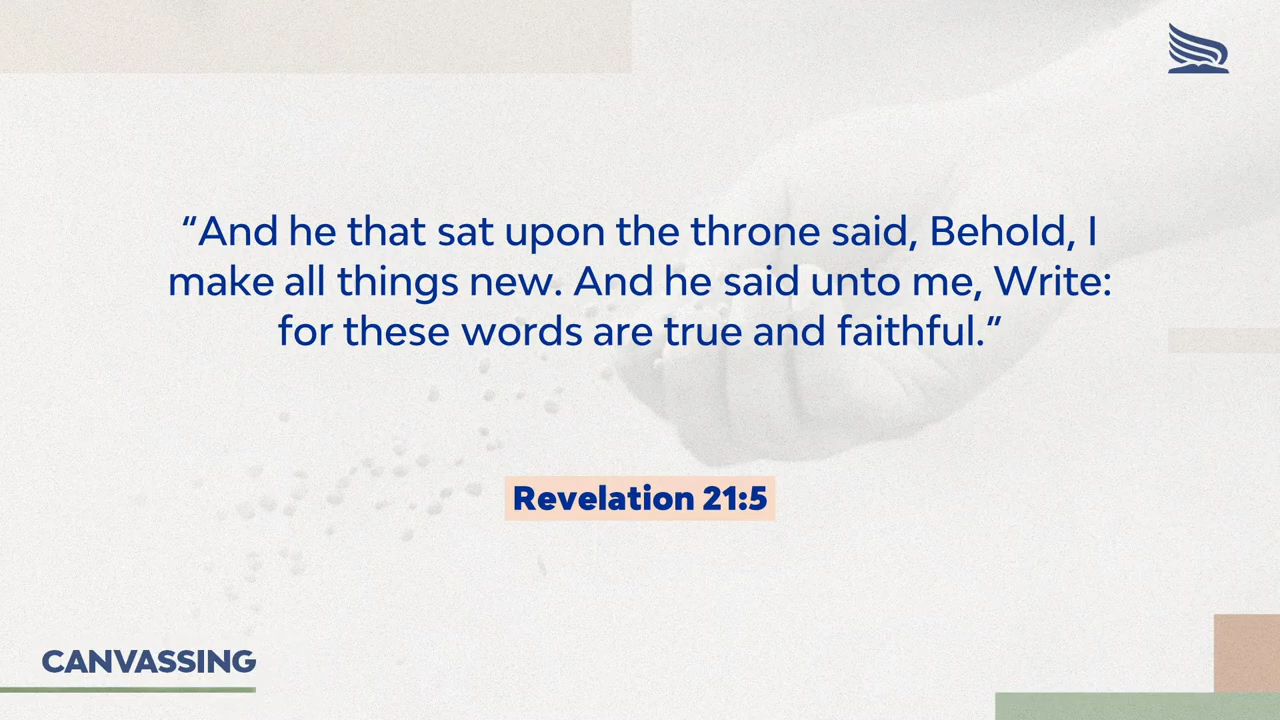 “And he that sat upon the throne said, Behold, I
make all things new. And he said unto me, Write:
for these words are true and faithful.”
Revelation 21:5
CANVASSING